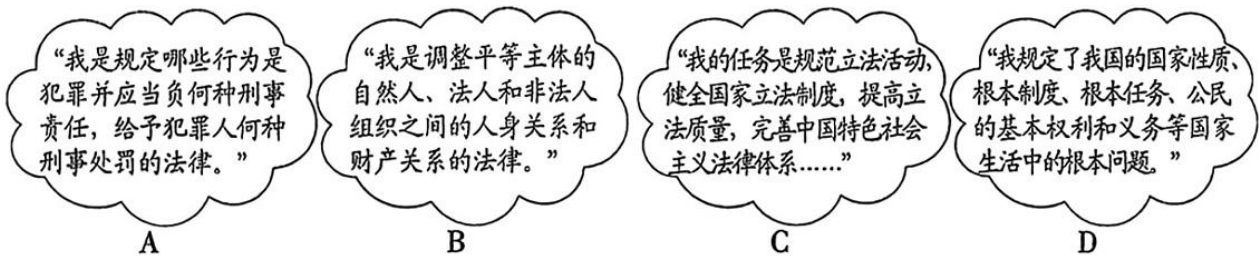 “我是规定哪些行为是
犯罪并应当负何种刑事
责任，给予犯罪人何种
刑事处罚的法律。”
A
“我是调整平等主体的
自然人、法人和非法人
组织之间的人身关系和
财产关系的法律。”
B
“我的任务是规范立法活动,
健全国家立法制度，提高立
法质量，完善中国特色社会
主义法律体系……”
C
“我规定了我国的国家性质、
根本制度、根本任务、公民
的基本权利和义务等国家
生活中的根本问题。”
D